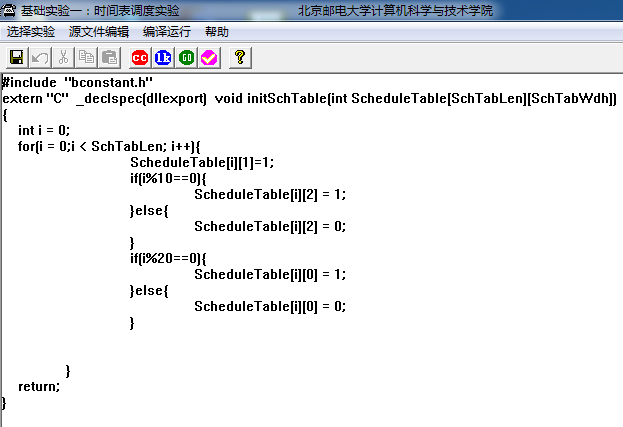 基础实验一：时间表调度实验 北京邮电大学计算机科学与技术学院
选择实验 源文件编辑 编译运行 帮助
cc lk GO ?
#include "bconstant.h"
extern "C" _declspec(dllexport) void initSchTable(int ScheduleTable[SchTabLen][SchTabWdh])
{
int i = 0;
for(i = 0;i < SchTabLen; i++){
ScheduleTable[i][1]=1;
if(i%10==0){
ScheduleTable[i][2] = 1;
}else{
ScheduleTable[i][2] = 0;
}
if(i%20==0){
ScheduleTable[i][0] = 1;
}else{
ScheduleTable[i][0] = 0;
}
}
return;
}